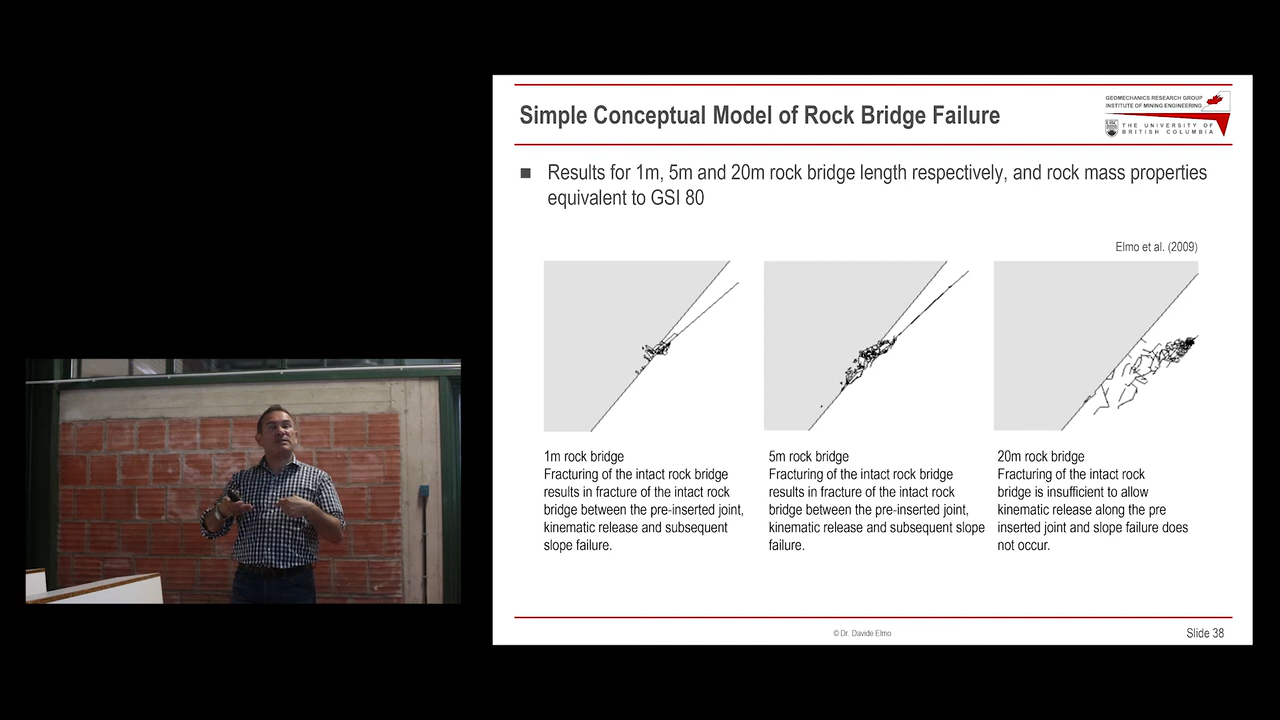 Simple Conceptual Model of Rock Bridge Failure
GEOMECHANICS RESEARCH GROUP
INSTITUTE OF MINING ENGINEERING
THE UNIVERSITY OF
BRITISH COLUMBIA
Results for 1m, 5m and 20m rock bridge length respectively, and rock mass properties
equivalent to GSI 80
Elmo et al. (2009)
1m rock bridge
Fracturing of the intact rock bridge
results in fracture of the intact rock
bridge between the pre-inserted joint,
kinematic release and subsequent
slope failure.
5m rock bridge
Fracturing of the intact rock bridge
results in fracture of the intact rock
bridge between the pre-inserted joint,
kinematic release and subsequent slope
failure.
20m rock bridge
Fracturing of the intact rock
bridge is insufficient to allow
kinematic release along the pre
inserted joint and slope failure does
not occur.
© Dr. Davide Elmo
Slide 38